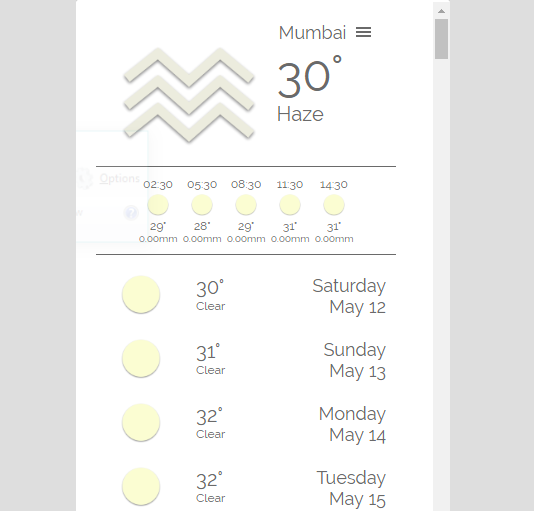 Mumbai
30°
Haze
Options
02:30 05:30 08:30 11:30 14:30
29° 28° 29° 31° 31°
0.00mm 0.00mm 0.00mm 0.00mm 0.00mm
30° Saturday
Clear May 12
31° Sunday
Clear May 13
32° Monday
Clear May 14
32° Tuesday
Clear May 15